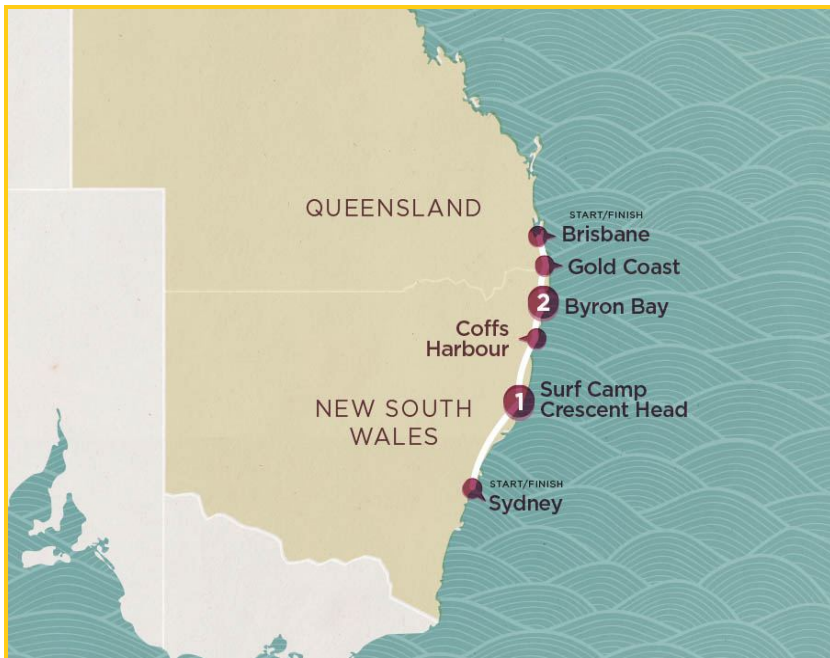 QUEENSLAND
START/FINISH
Brisbane
Gold Coast
2
Byron Bay
Coffs
Harbour
1
Surf Camp
Crescent Head
NEW SOUTH
WALES
START/FINISH
Sydney